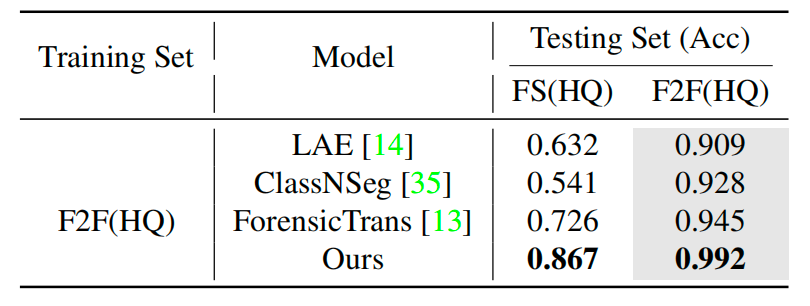 Training Set Model Testing Set (Acc)
FS(HQ) F2F(HQ)
F2F(HQ)
LAE [14] 0.632 0.909
ClassNSeg [35] 0.541 0.928
ForensicTrans [13] 0.726 0.945
Ours 0.867 0.992